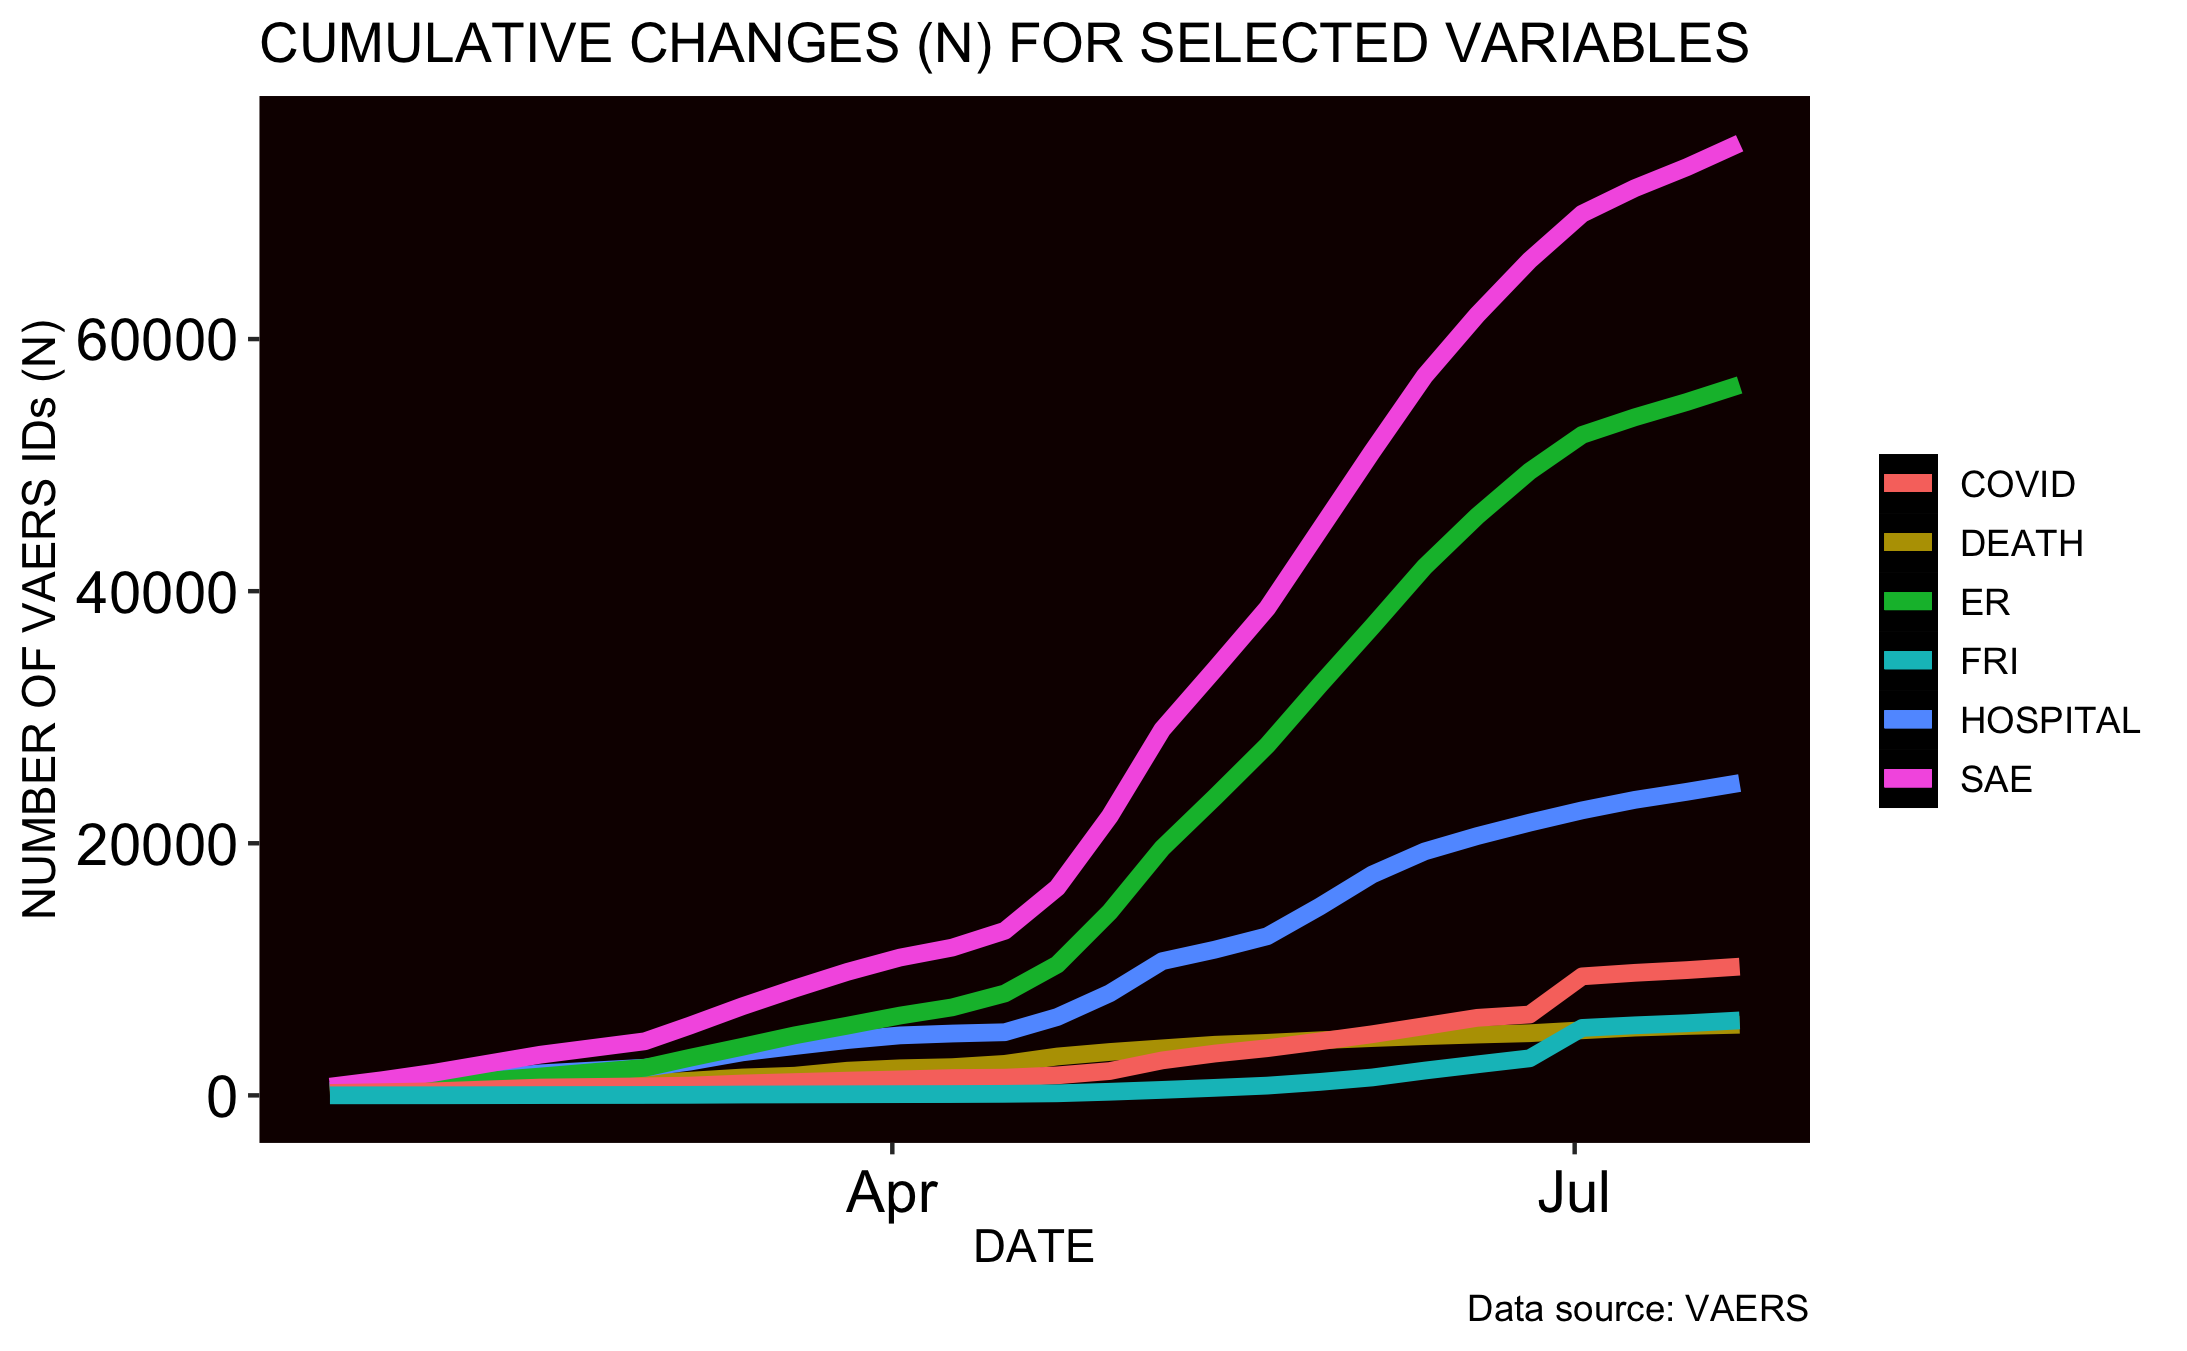 CUMULATIVE CHANGES (N) FOR SELECTED VARIABLES
NUMBER OF VAERS IDs (N)
60000
40000
20000
0
Apr
Jul
DATE
COVID
DEATH
ER
FRI
HOSPITAL
SAE
Data source: VAERS